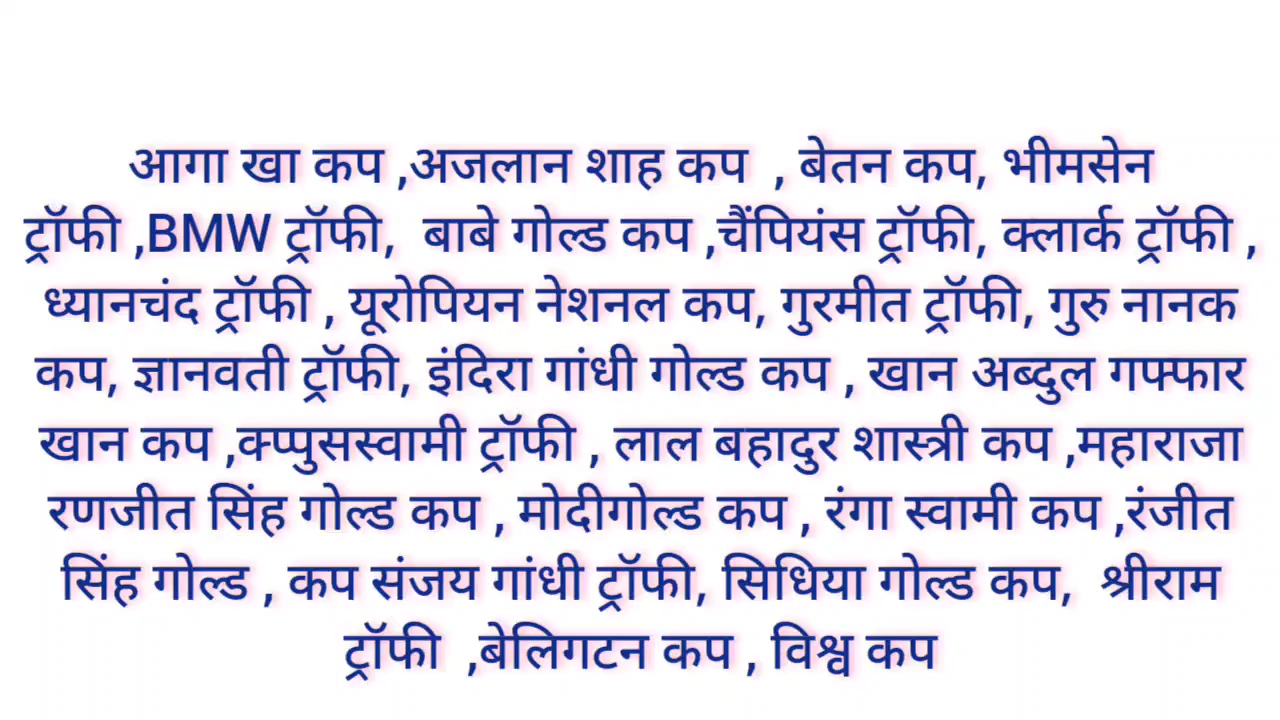 आगा खा कप ,अजलान शाह कप , बेतन कप, भीमसेन
ट्रॉफी ,BMW ट्रॉफी, बाबे गोल्ड कप ,चैंपियंस ट्रॉफी, क्लार्क ट्रॉफी ,
ध्यानचंद ट्रॉफी , यूरोपियन नेशनल कप, गुरमीत ट्रॉफी, गुरु नानक
कप, ज्ञानवती ट्रॉफी, इंदिरा गांधी गोल्ड कप , खान अब्दुल गफ्फार
खान कप ,क्प्पुसस्वामी ट्रॉफी , लाल बहादुर शास्त्री कप ,महाराजा
रणजीत सिंह गोल्ड कप , मोदीगोल्ड कप , रंगा स्वामी कप ,रंजीत
सिंह गोल्ड , कप संजय गांधी ट्रॉफी, सिधिया गोल्ड कप, श्रीराम
ट्रॉफी ,बेलिगटन कप , विश्व कप